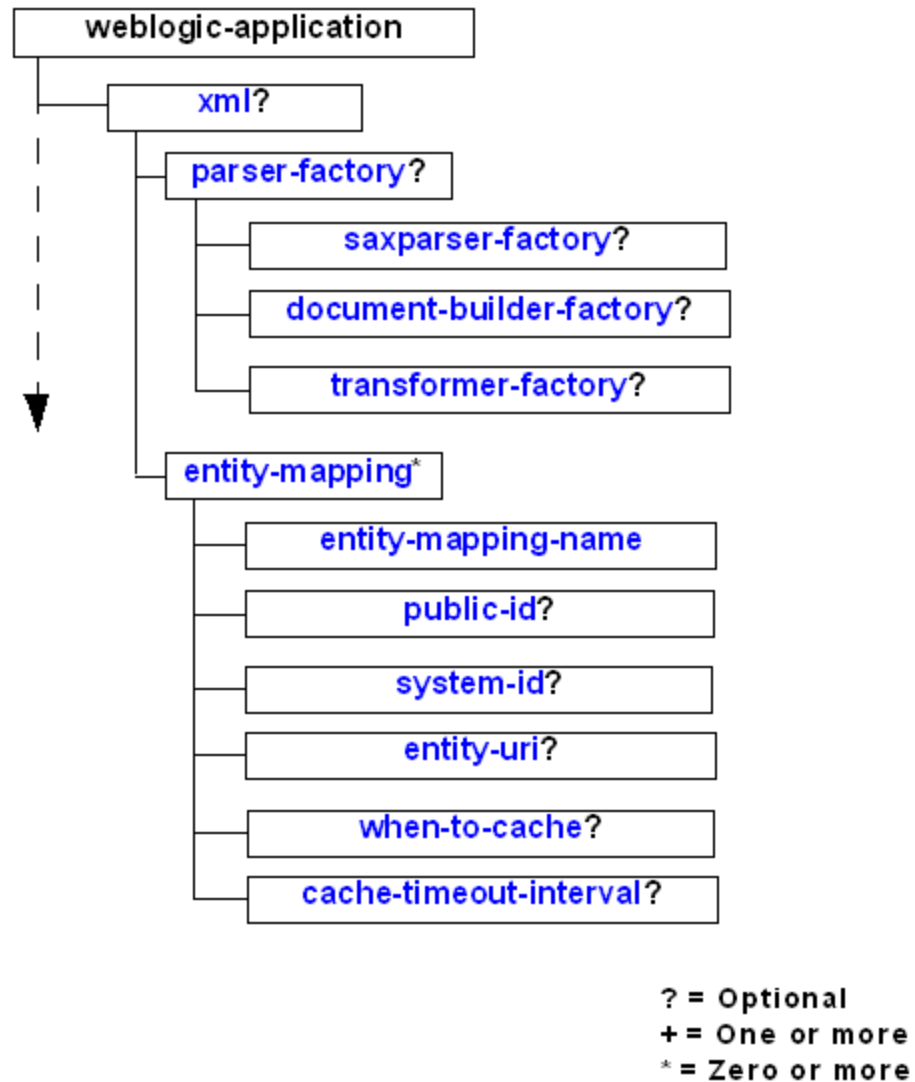 weblogic-application
xml?
parser-factory?
saxparser-factory?
document-builder-factory?
transformer-factory?
entity-mapping*
entity-mapping-name
public-id?
system-id?
entity-uri?
when-to-cache?
cache-timeout-interval?
? = Optional
+ = One or more
* = Zero or more